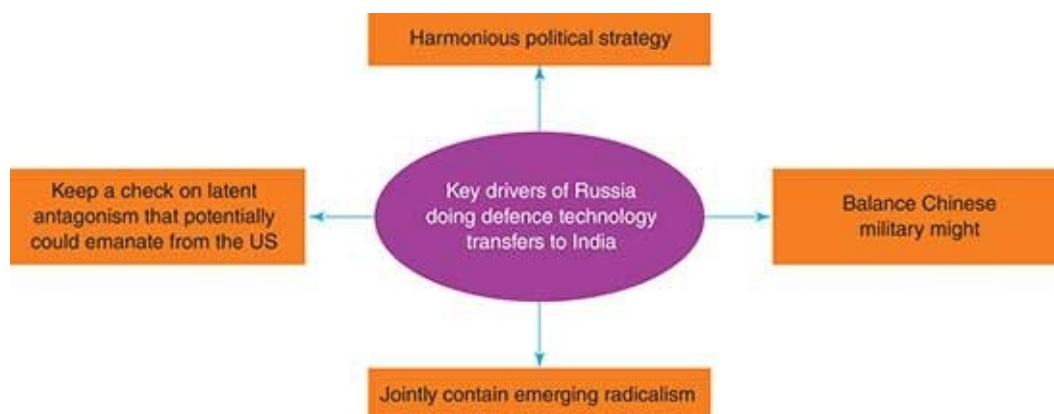 Harmonious political strategy
Keep a check on latent
antagonism that potentially
could emanate from the US
Key drivers of Russia
doing defence technology
transfers to India
Balance Chinese
military might
Jointly contain emerging radicalism